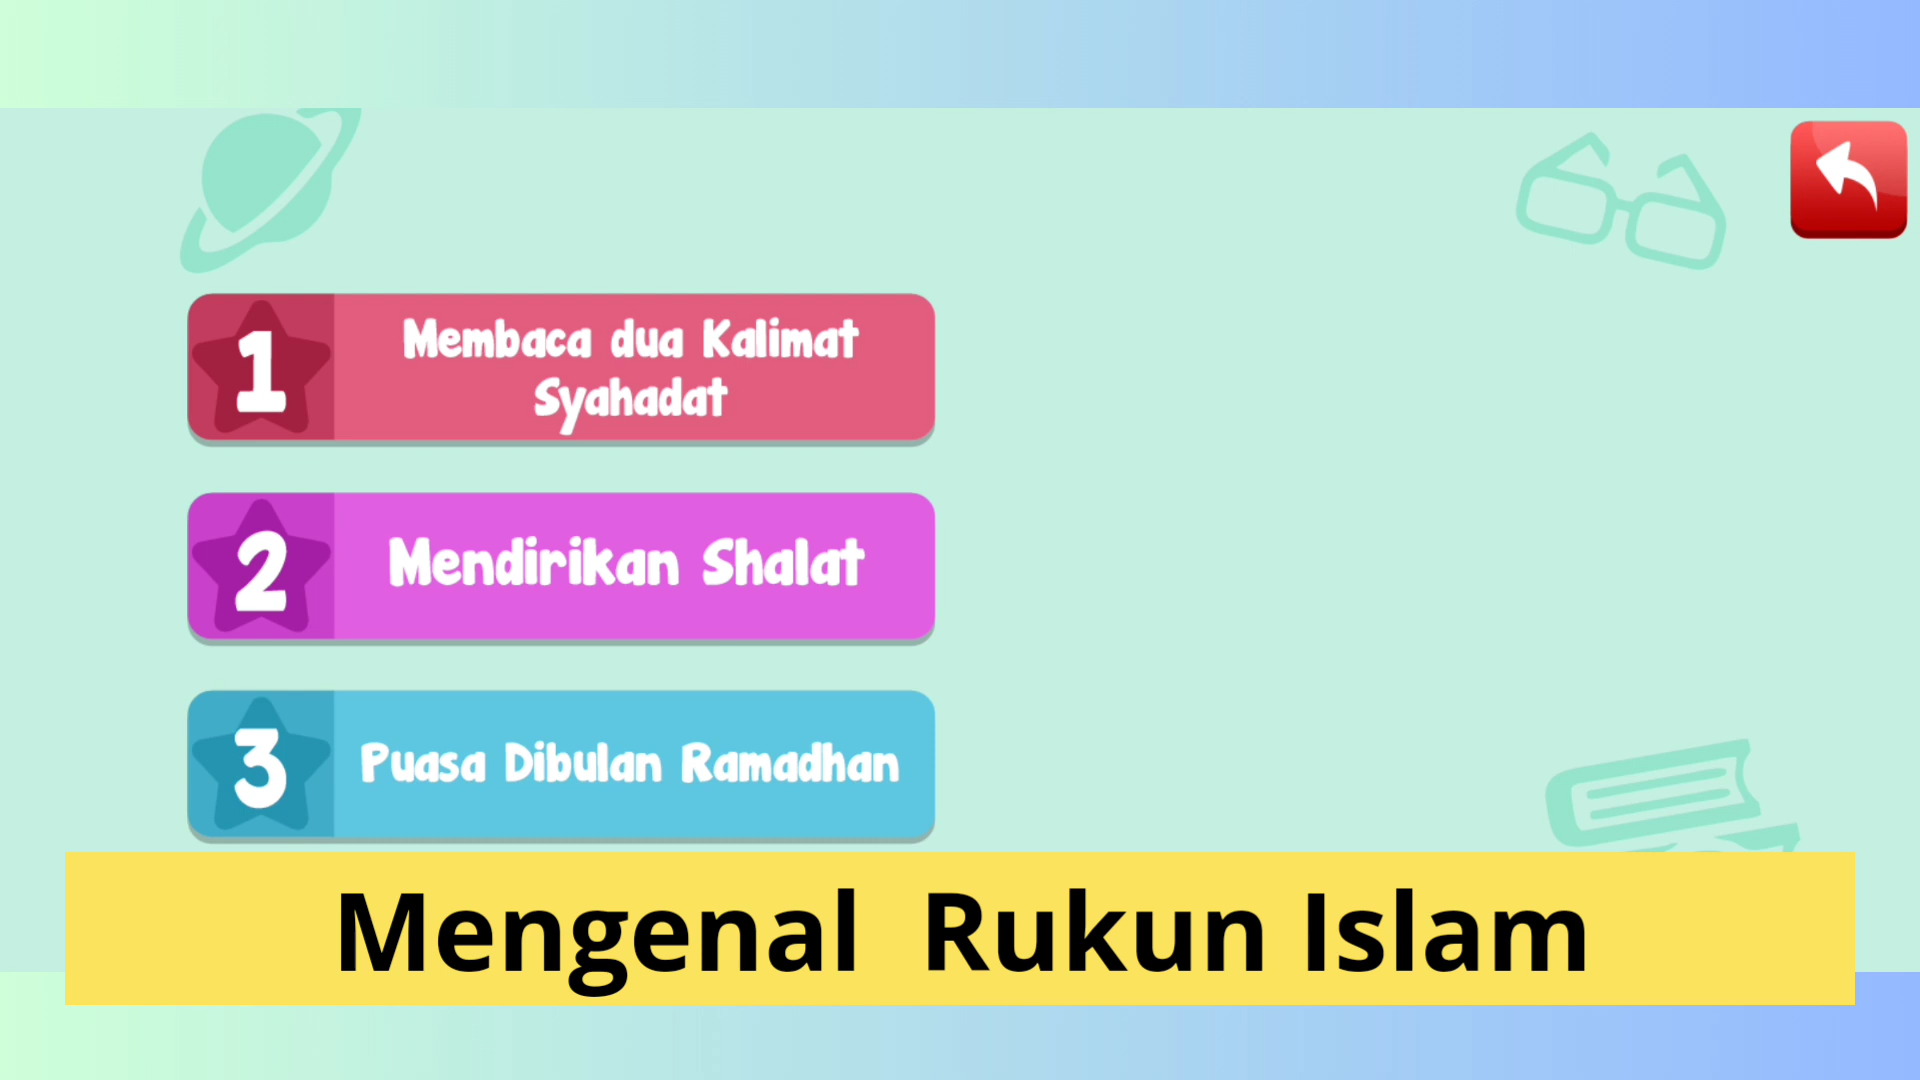 1
Membaca dua Kalimat
Syahadat
2
Mendirikan Shalat
3
Puasa Dibulan Ramadhan
Mengenal Rukun Islam